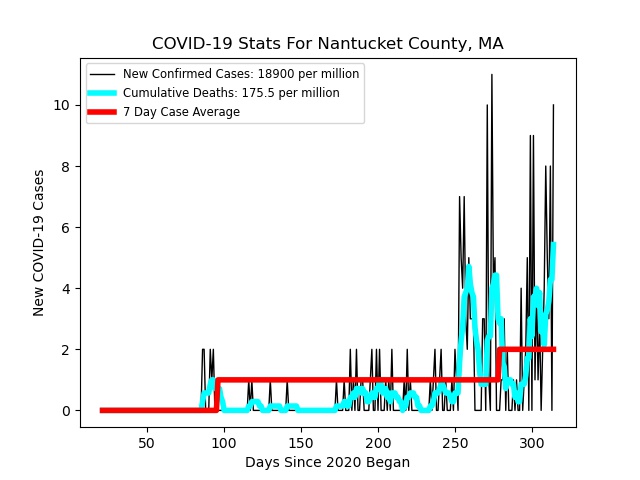 COVID-19 Stats For Nantucket County, MA
New Confirmed Cases: 18900 per million
Cumulative Deaths: 175.5 per million
7 Day Case Average
New COVID-19 Cases
10
8
6
4
2
0
50 100 150 200 250 300
Days Since 2020 Began